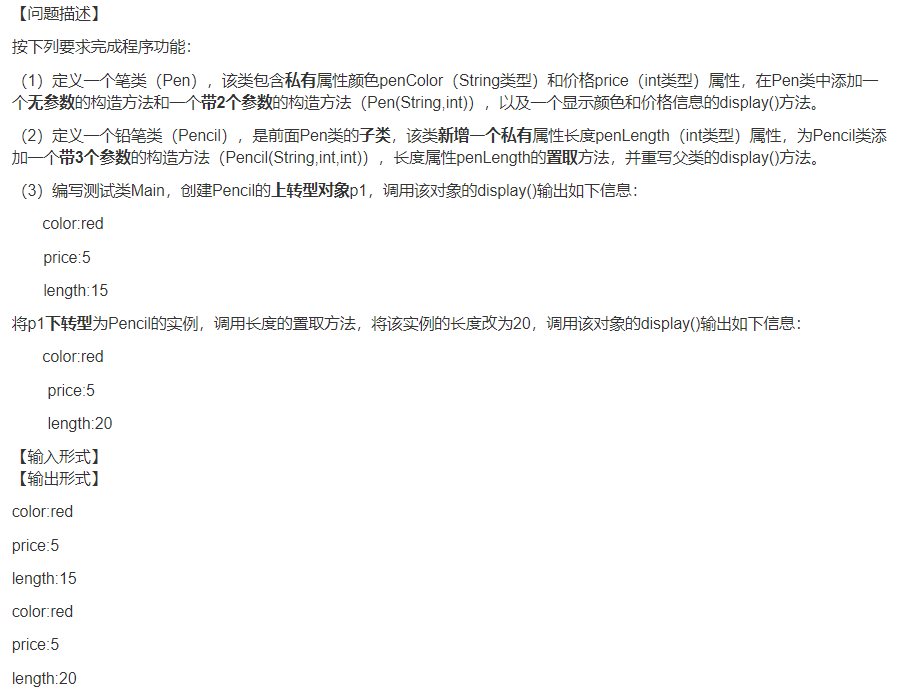 【问题描述】
按下列要求完成程序功能：
（1）定义一个笔类（Pen），该类包含私有属性颜色penColor（String类型）和价格price（int类型）属性，在Pen类中添加一
个无参数的构造方法和一个带2个参数的构造方法（Pen(String,int)），以及一个显示颜色和价格信息的display()方法。
（2）定义一个铅笔类（Pencil），是前面Pen类的子类，该类新增一个私有属性长度penLength（int类型）属性，为Pencil类添
加一个带3个参数的构造方法（Pencil(String,int,int)），长度属性penLength的置取方法，并重写父类的display()方法。
（3）编写测试类Main，创建Pencil的上转型对象p1，调用该对象的display()输出如下信息：
color:red
price:5
length:15
将p1下转型为Pencil的实例，调用长度的置取方法，将该实例的长度改为20，调用该对象的display()输出如下信息：
color:red
price:5
length:20
【输入形式】
【输出形式】
color:red
price:5
length:15
color:red
price:5
length:20